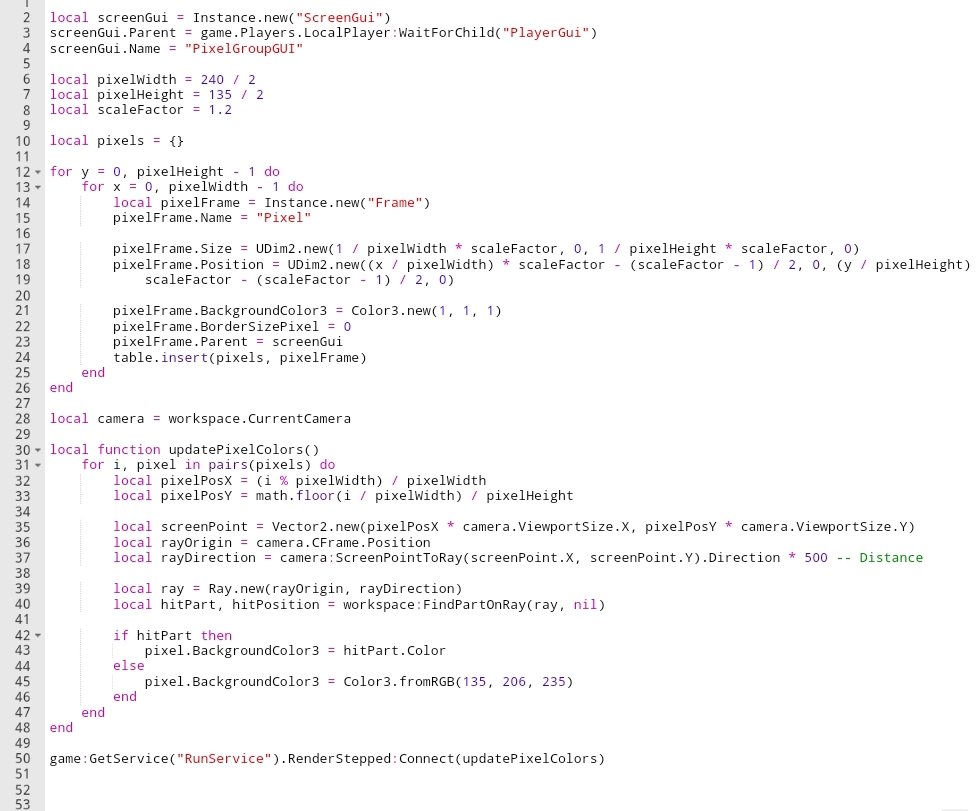 1
2 local screenGui = Instance.new("ScreenGui")
3 screenGui.Parent = game.Players.LocalPlayer:WaitForChild("PlayerGui")
4 screenGui.Name = "PixelGroupGUI"
5
6 local pixelWidth = 240 / 2
7 local pixelHeight = 135 / 2
8 local scaleFactor = 1.2
9
10 local pixels = {}
11
12 for y = 0, pixelHeight - 1 do
13 for x = 0, pixelWidth - 1 do
14 local pixelFrame = Instance.new("Frame")
15 pixelFrame.Name = "Pixel"
16
17 pixelFrame.Size = UDim2.new(1 / pixelWidth * scaleFactor, 0, 1 / pixelHeight * scaleFactor, 0)
18 pixelFrame.Position = UDim2.new((x / pixelWidth) * scaleFactor - (scaleFactor - 1) / 2, 0, (y / pixelHeight)
19 scaleFactor - (scaleFactor - 1) / 2, 0)
20
21 pixelFrame.BackgroundColor3 = Color3.new(1, 1, 1)
22 pixelFrame.BorderSizePixel = 0
23 pixelFrame.Parent = screenGui
24 table.insert(pixels, pixelFrame)
25 end
26 end
27
28 local camera = workspace.CurrentCamera
29
30 local function updatePixelColors()
31 for i, pixel in pairs(pixels) do
32 local pixelPosX = (i % pixelWidth) / pixelWidth
33 local pixelPosY = math.floor(i / pixelWidth) / pixelHeight
34
35 local screenPoint = Vector2.new(pixelPosX * camera.ViewportSize.X, pixelPosY * camera.ViewportSize.Y)
36 local rayOrigin = camera.CFrame.Position
37 local rayDirection = camera:ScreenPointToRay(screenPoint.X, screenPoint.Y).Direction * 500 -- Distance
38
39 local ray = Ray.new(rayOrigin, rayDirection)
40 local hitPart, hitPosition = workspace:FindPartOnRay(ray, nil)
41
42 if hitPart then
43 pixel.BackgroundColor3 = hitPart.Color
44 else
45 pixel.BackgroundColor3 = Color3.fromRGB(135, 206, 235)
46 end
47 end
48 end
49
50 game:GetService("RunService").RenderStepped:Connect(updatePixelColors)
51
52
53